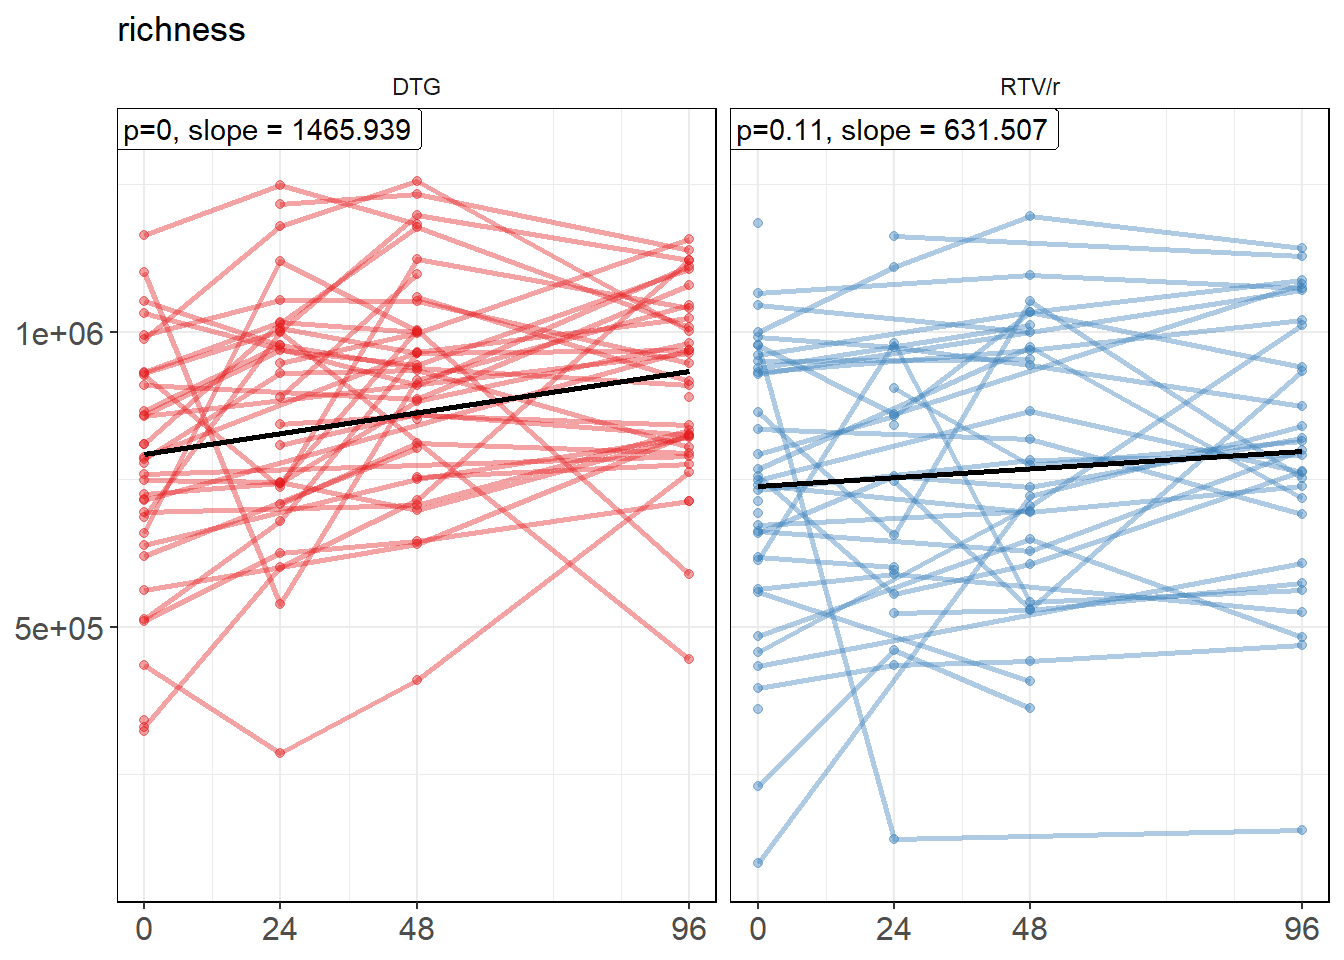 richness
DTG
RTV/r
p=0, slope = 1465.939
p=0.11, slope = 631.507
1e+06
5e+05
0 24 48 96
0 24 48 96